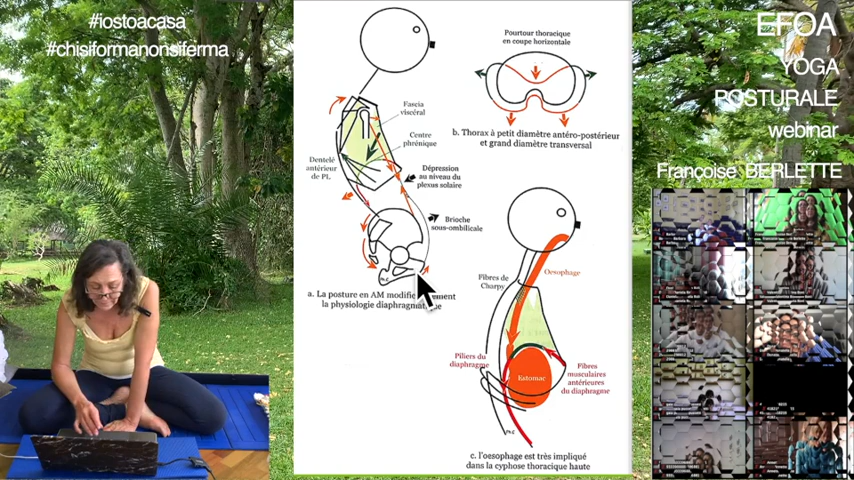 #iostoacasa
#chisiformanonsiferma
Fascia
viscéral
Centre
phrénique
Dentelé
antérieur
de PL
Dépression
au niveau du
plexus solaire
Brioche
sous-ombilicale
a. La posture en AM
la physiologie
Pourtour thoracique
en coupe horizontale
b. Thorax à petit diamètre antéro-postérieur
et grand diamètre transversal
Oesophage
Fibres de
Charpy
Piliers du
diaphragme
Estomac
Fibres
musculaires
antérieures
du diaphragme
c. l'oesophage est très impliqué
dans la cyphose thoracique haute
EFOA
YOGA
POSTURALE
webinar
Françoise BERLETTE